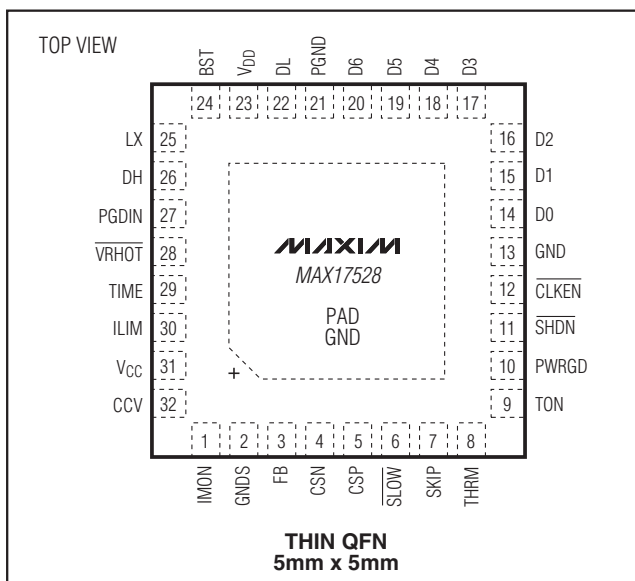 TOP VIEW
BST VDD DL PGND D6 D5 D4 D3
24 23 22 21 20 19 18 17
LX 25 16 D2
DH 26 15 D1
PGDIN 27 14 D0
VRHOT 28 13 GND
TIME 29 12 CLKEN
ILIM 30 11 SHDN
VCC 31 10 PWRGD
CCV 32 9 TON
MAXIM
MAX17528
PAD
GND
+
1 2 3 4 5 6 7 8
IMON GNDS FB CSN CSP SLOW SKIP THRM
THIN QFN
5mm x 5mm